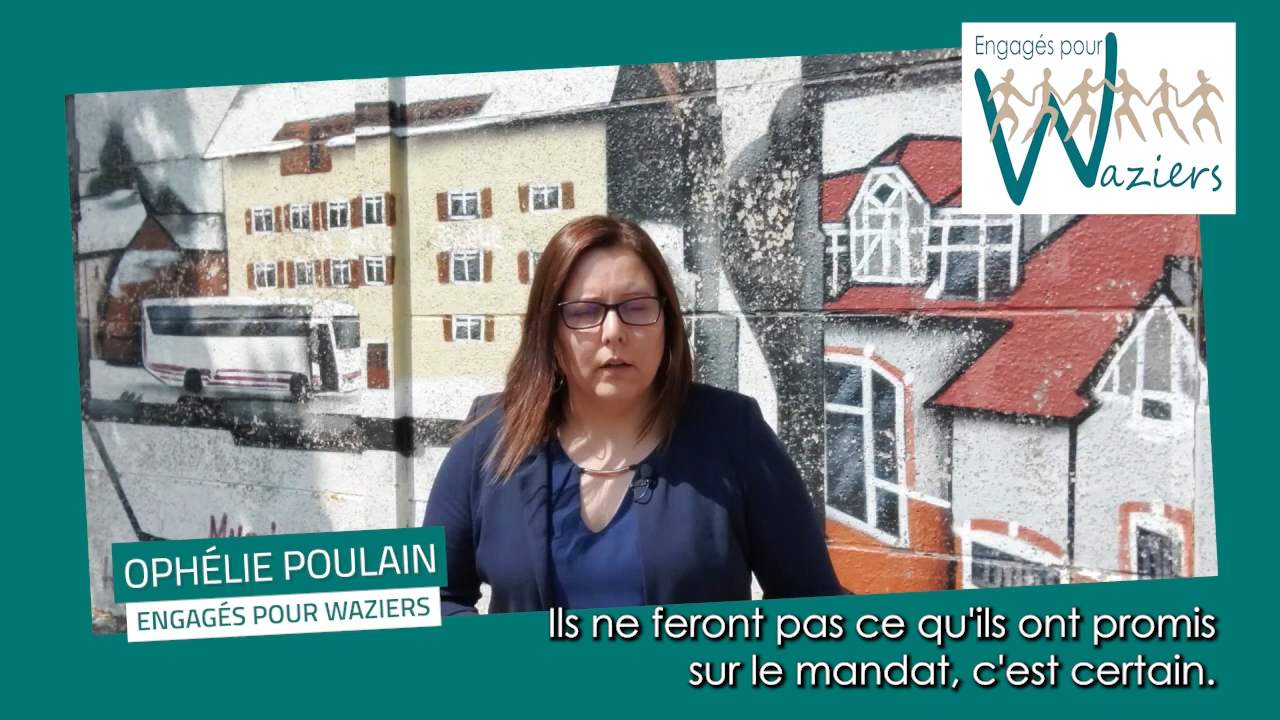 Engagés pour
Waziers
OPHÉLIE POULAIN
ENGAGÉS POUR WAZIERS
Ils ne feront pas ce qu'ils ont promis
sur le mandat, c'est certain.